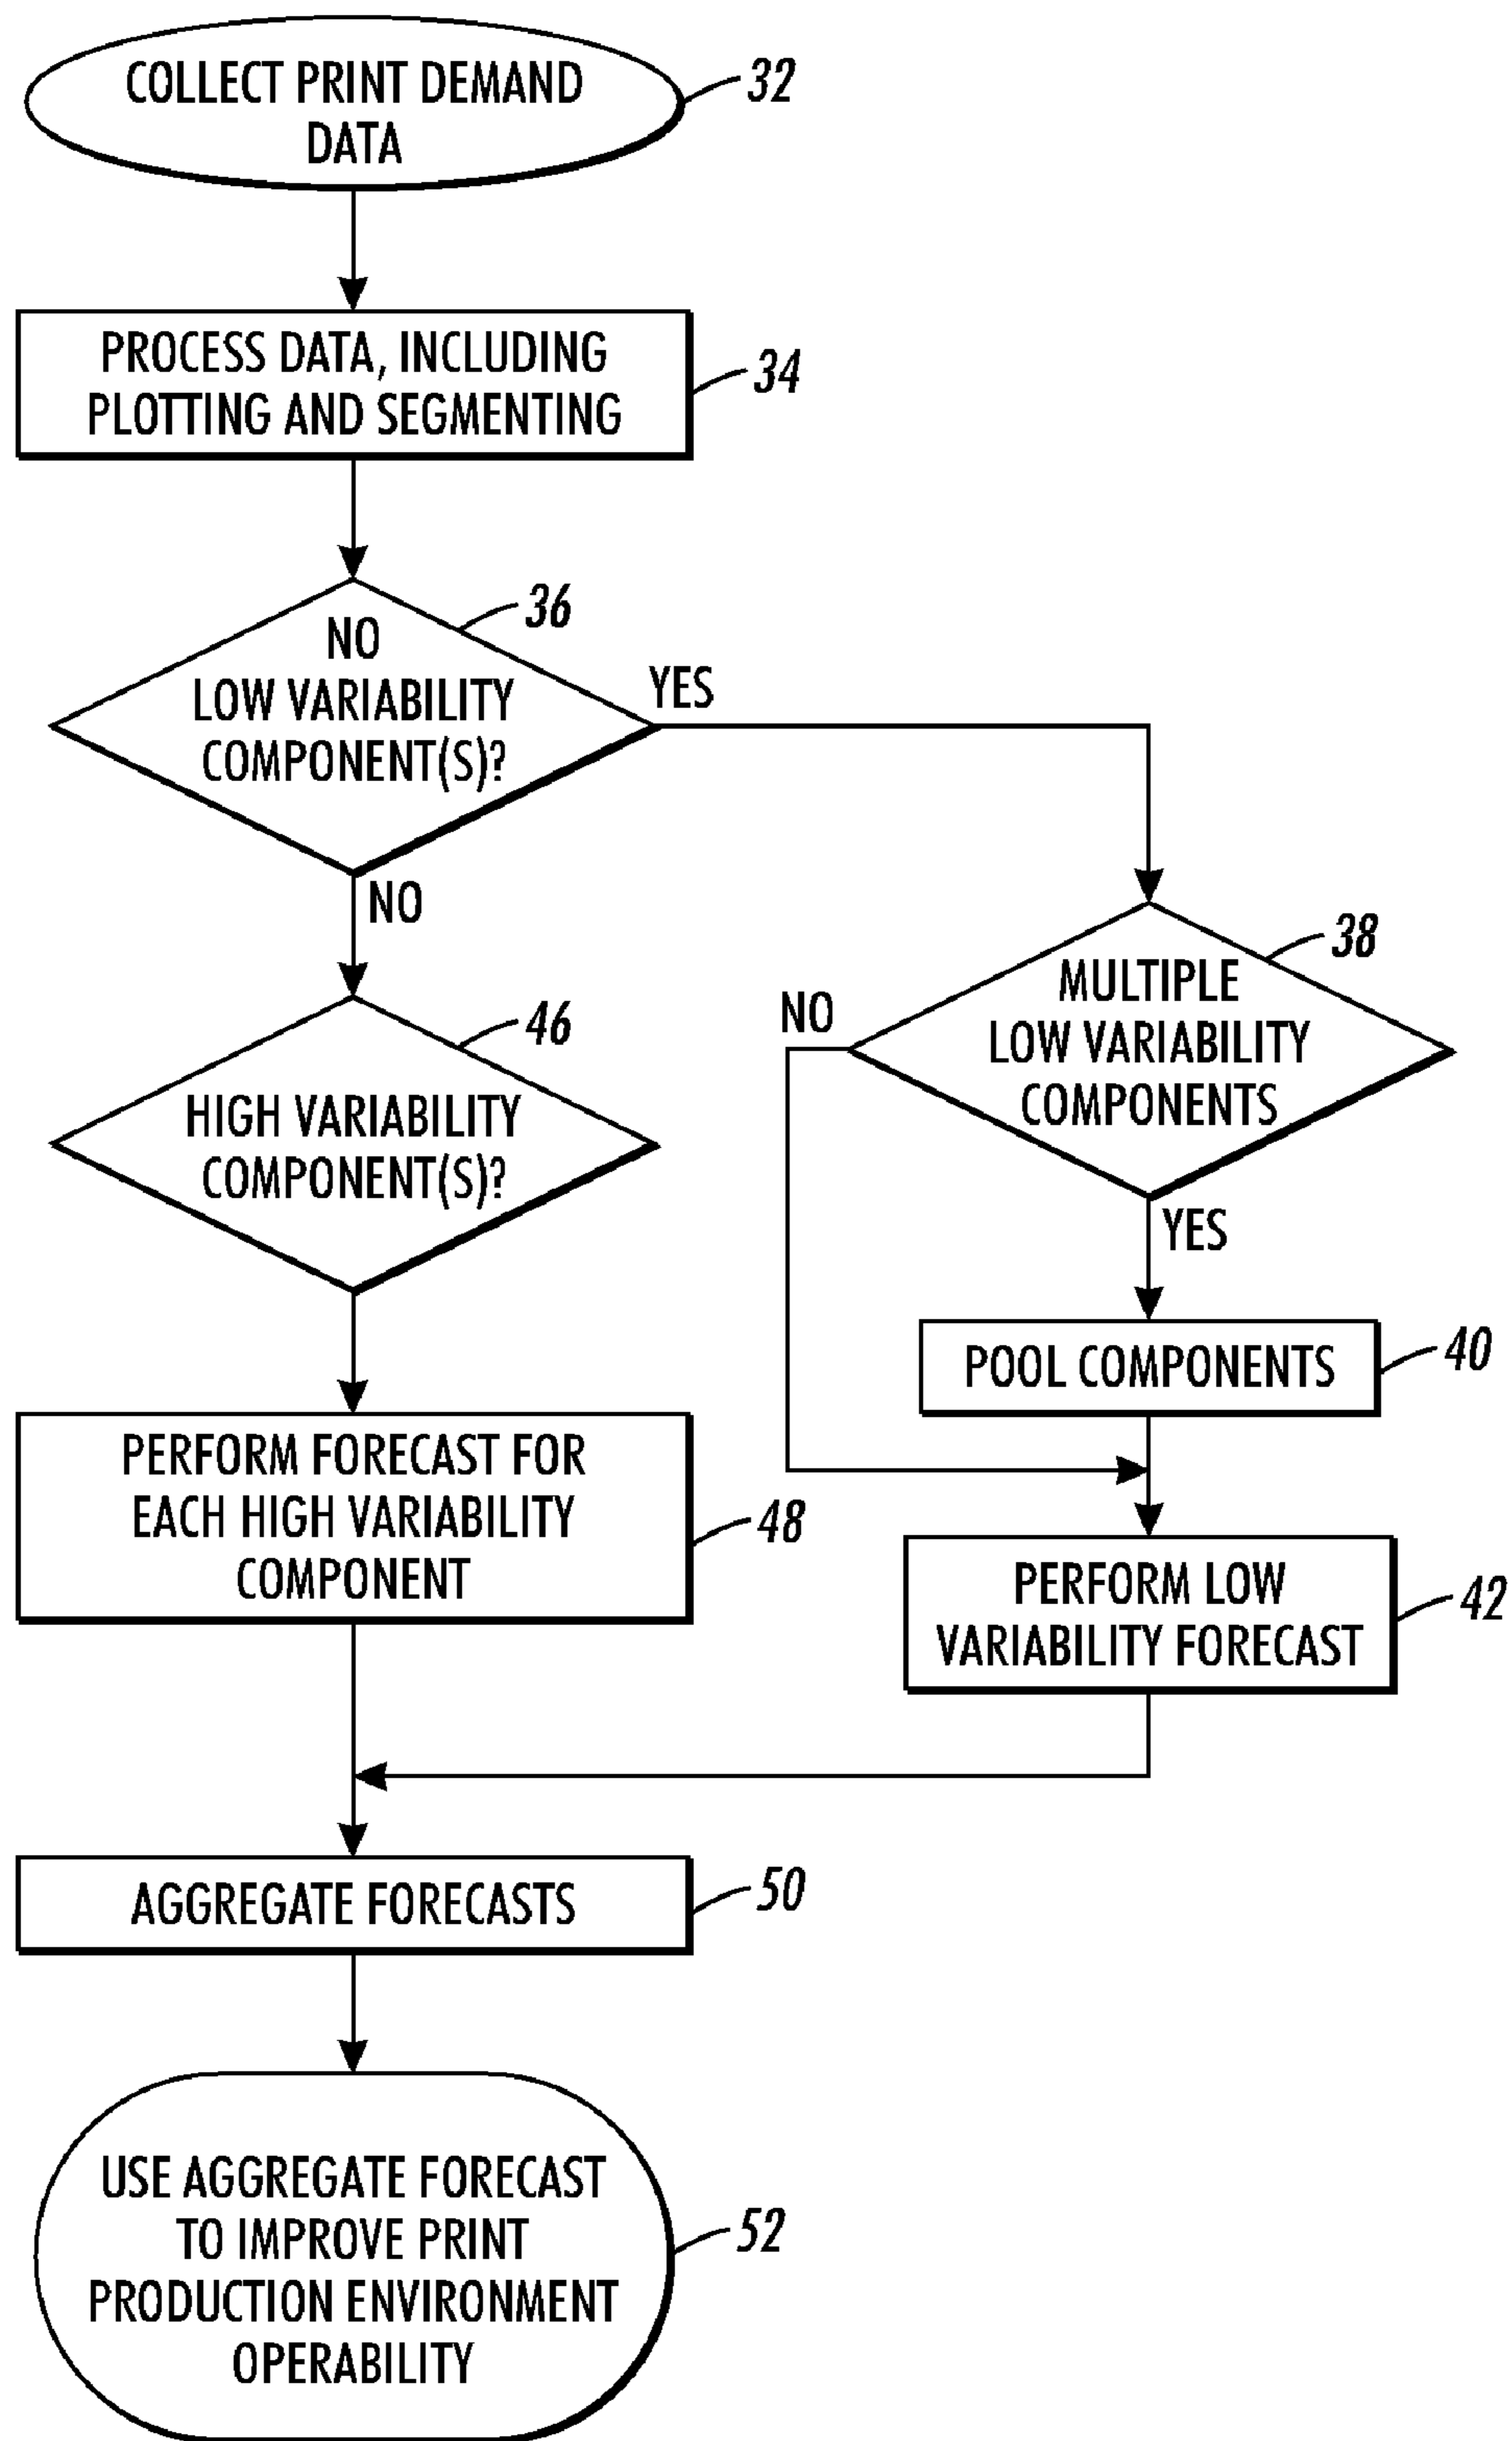 COLLECT PRINT DEMAND
DATA
32
PROCESS DATA, INCLUDING
PLOTTING AND SEGMENTING
34
36
NO
LOW VARIABILITY
COMPONENT(S)?
YES
NO
38
MULTIPLE
LOW VARIABILITY
COMPONENTS
NO
YES
46
HIGH VARIABILITY
COMPONENT(S)?
POOL COMPONENTS
40
PERFORM FORECAST FOR
EACH HIGH VARIABILITY
COMPONENT
48
PERFORM LOW
VARIABILITY FORECAST
42
AGGREGATE FORECASTS
50
USE AGGREGATE FORECAST
TO IMPROVE PRINT
PRODUCTION ENVIRONMENT
OPERABILITY
52